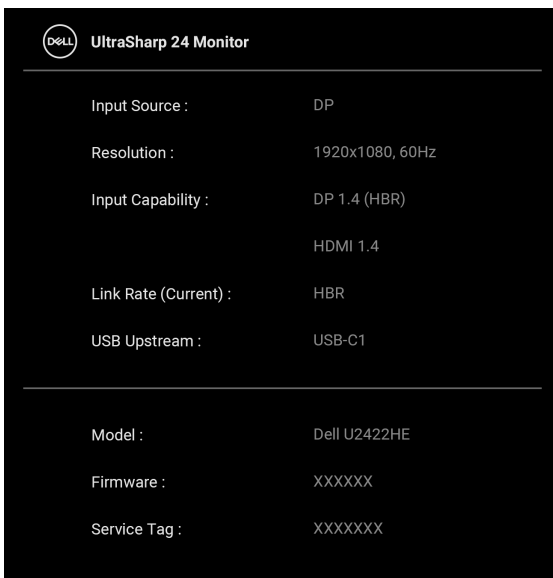 DELL UltraSharp 24 Monitor
Input Source : DP
Resolution : 1920x1080, 60Hz
Input Capability : DP 1.4 (HBR)
HDMI 1.4
Link Rate (Current) : HBR
USB Upstream : USB-C1
Model : Dell U2422HE
Firmware : XXXXXX
Service Tag : XXXXXXX